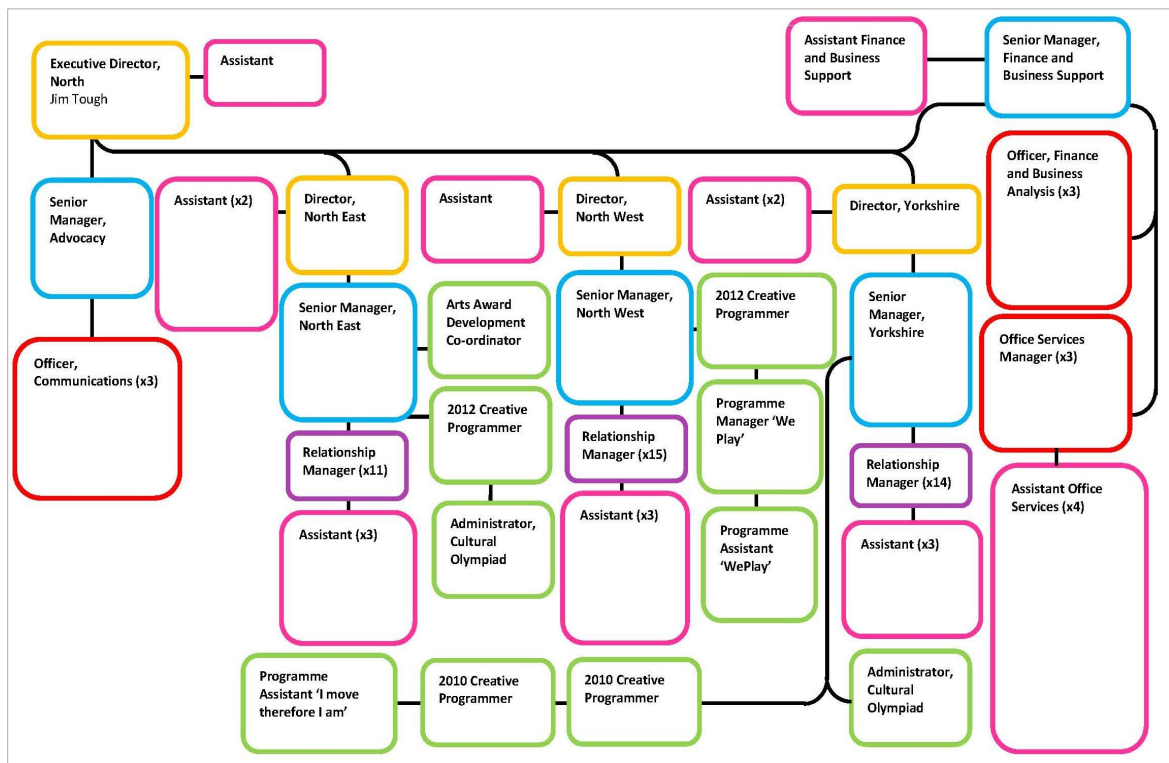 Executive Director,
North
Jim Tough
Assistant
Assistant Finance
and Business
Support
Senior Manager,
Finance and
Business Support
Senior
Manager,
Advocacy
Assistant (x2)
Director,
North East
Assistant
Director,
North West
Assistant (x2)
Director, Yorkshire
Officer, Finance
and Business
Analysis (x3)
Officer,
Communications (x3)
Senior Manager,
North East
Arts Award
Development
Co-ordinator
Senior Manager,
North West
2012 Creative
Programmer
Senior
Manager,
Yorkshire
Office Services
Manager (x3)
2012 Creative
Programmer
Programme
Manager ‘We
Play’
Relationship
Manager (x11)
Relationship
Manager (x15)
Relationship
Manager (x14)
Assistant Office
Services (x4)
Assistant (x3)
Administrator,
Cultural
Olympiad
Assistant (x3)
Programme
Assistant
‘WePlay’
Assistant (x3)
Programme
Assistant ‘I move
therefore I am’
2010 Creative
Programmer
2010 Creative
Programmer
Administrator,
Cultural
Olympiad